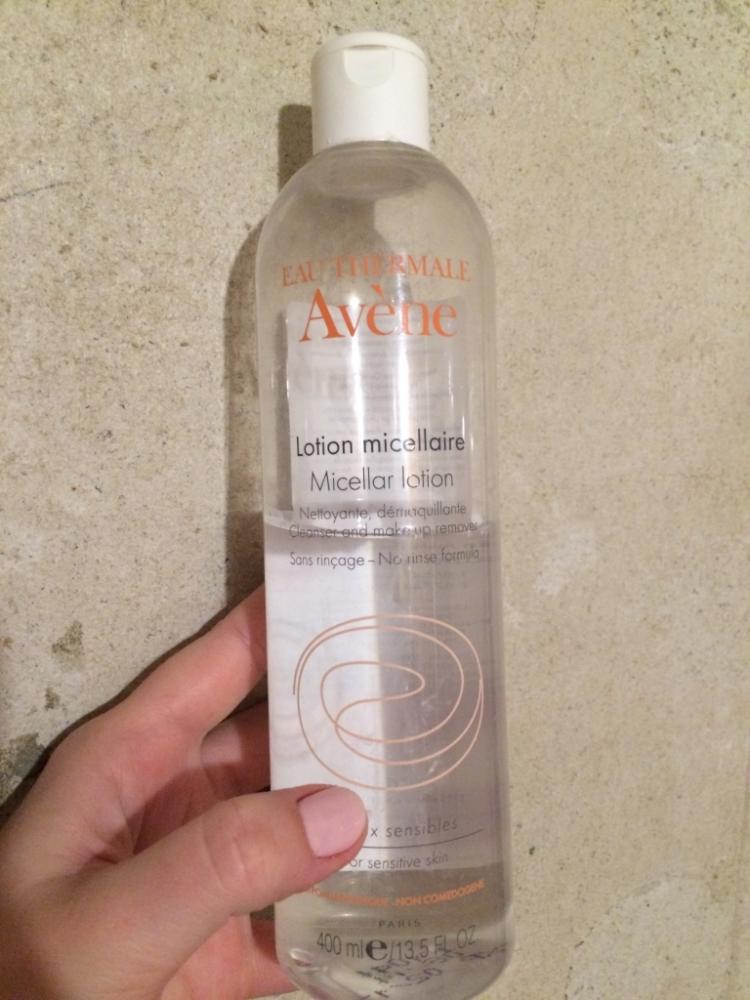 EAU THERMALE
Avène
Lotion micellaire
Micellar lotion
Nettoyante, démaquillante
Cleanser and make-up remover
Sans rinçage – No rinse formula
x sensibles
or sensitive skin
- NON COMEDOGENE
PARIS
400 ml e/13.5 FL. OZ